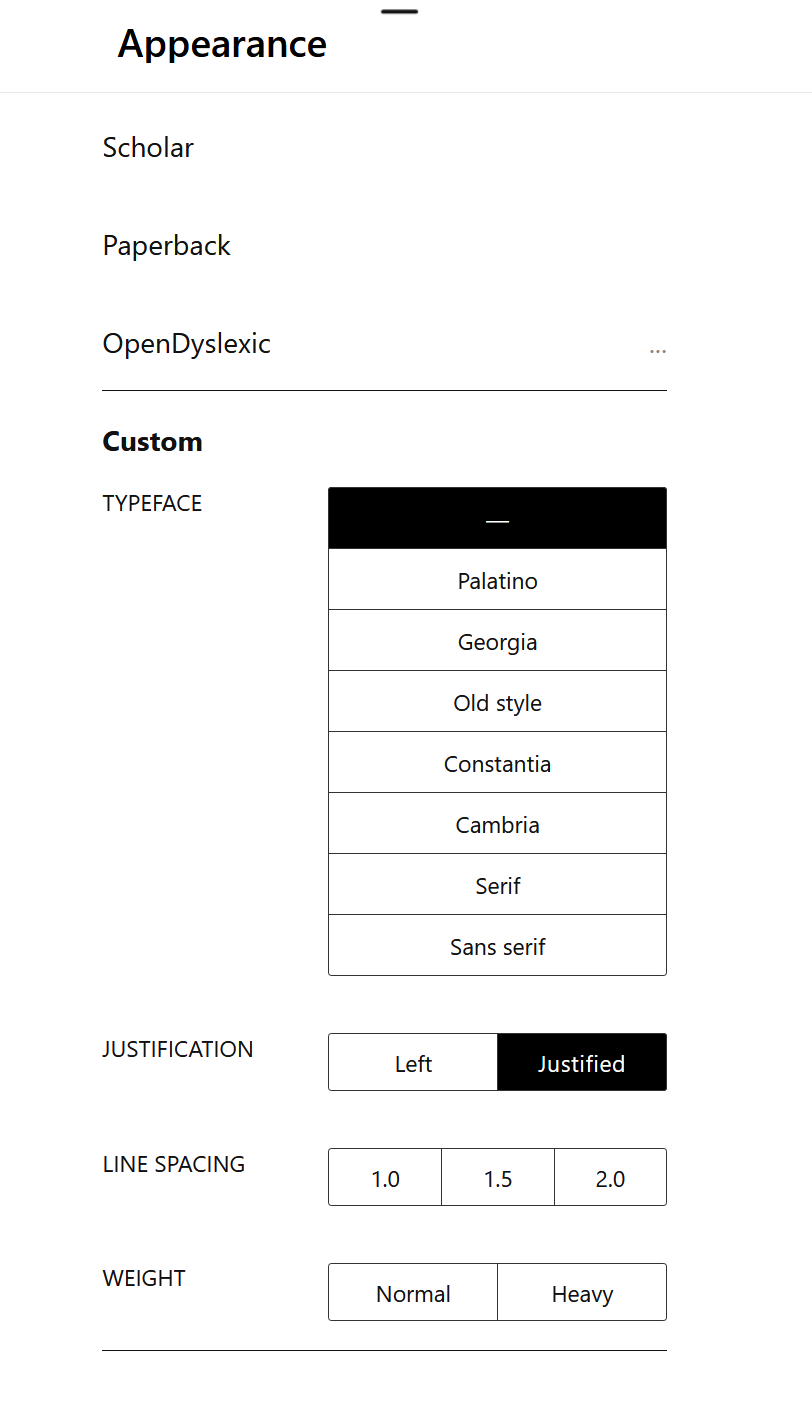 Appearance
Scholar
Paperback
OpenDyslexic ...
Custom
TYPEFACE
—
Palatino
Georgia
Old style
Constantia
Cambria
Serif
Sans serif
JUSTIFICATION Left Justified
LINE SPACING 1.0 1.5 2.0
WEIGHT Normal Heavy